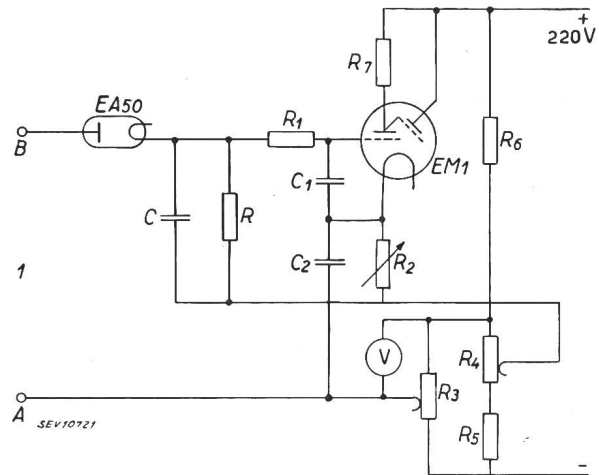 +
220V
R7
EA50
B
R1
EM1
R6
C1
C
R
C2
R2
1
V
R4
R3
A
SEV10721
R5
-